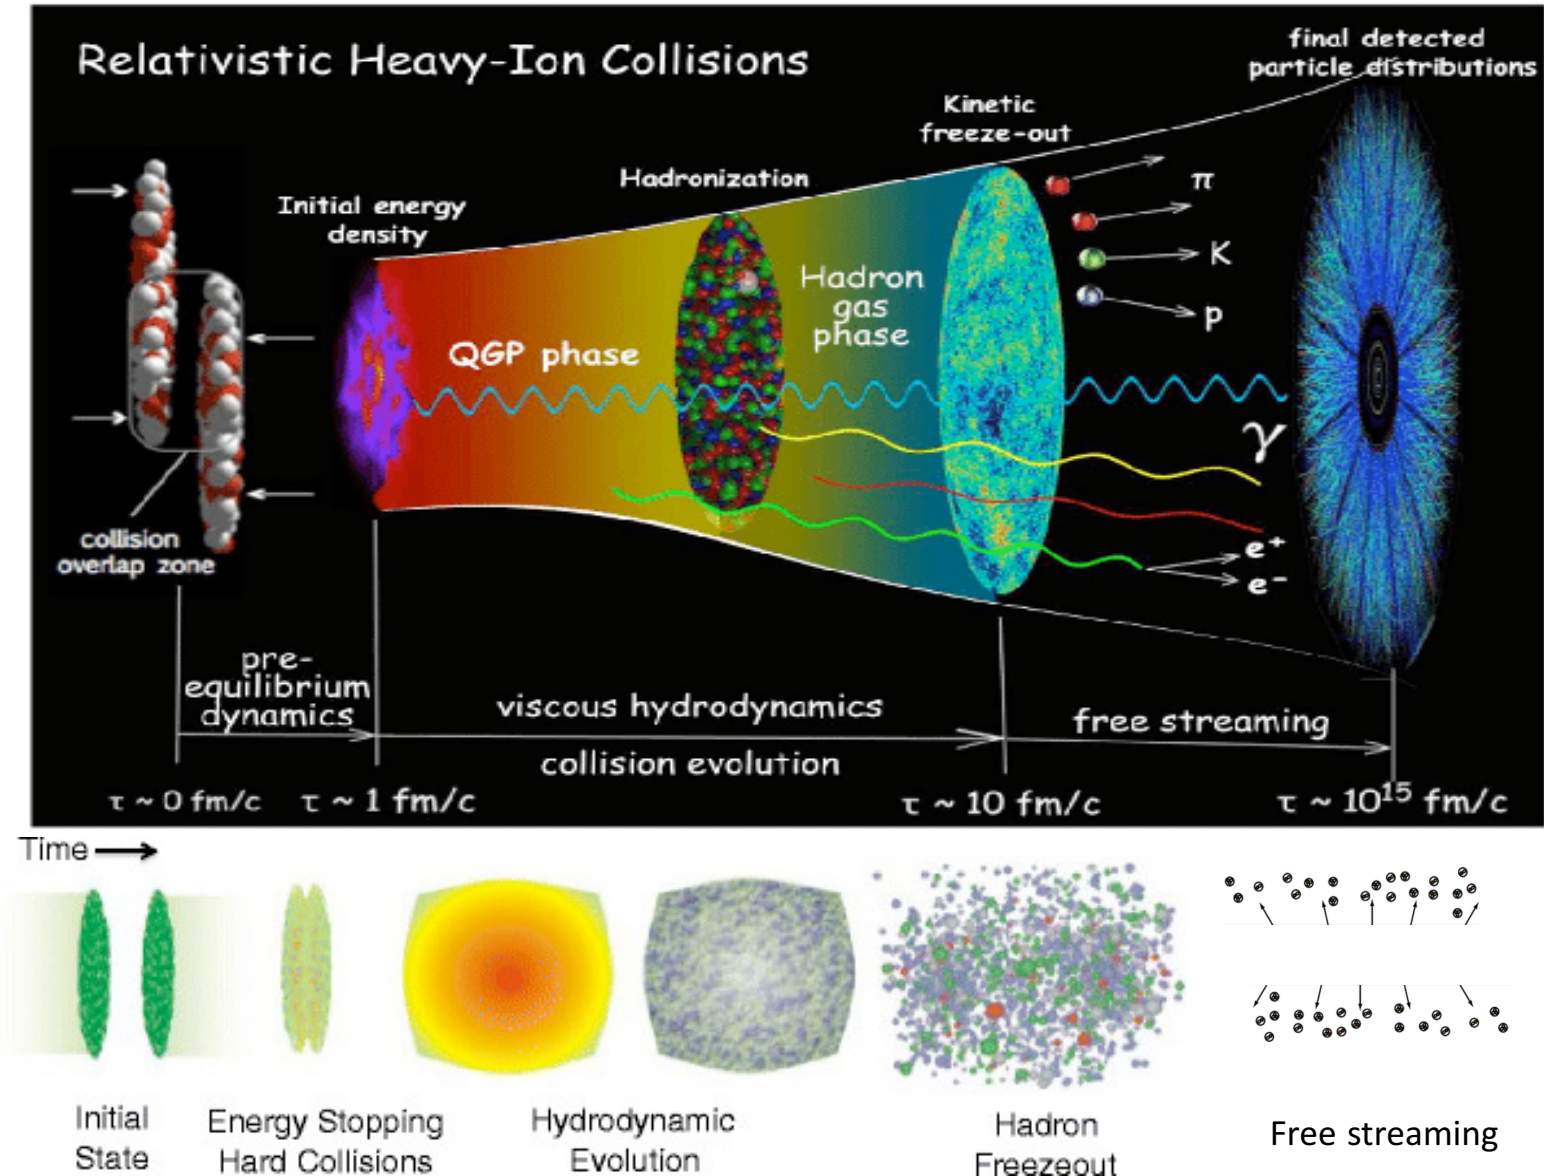 Relativistic Heavy-Ion Collisions
final detected
particle distributions
Kinetic
freeze-out
Hadronization
Initial energy
density
π
K
p
Hadron
gas
phase
QGP phase
γ
collision
overlap zone
e⁺
e⁻
pre-
equilibrium
dynamics
viscous hydrodynamics
collision evolution
free streaming
τ ~ 0 fm/c
τ ~ 1 fm/c
τ ~ 10 fm/c
τ ~ 10¹⁵ fm/c
Time
Initial
State
Energy Stopping
Hard Collisions
Hydrodynamic
Evolution
Hadron
Freezeout
Free streaming